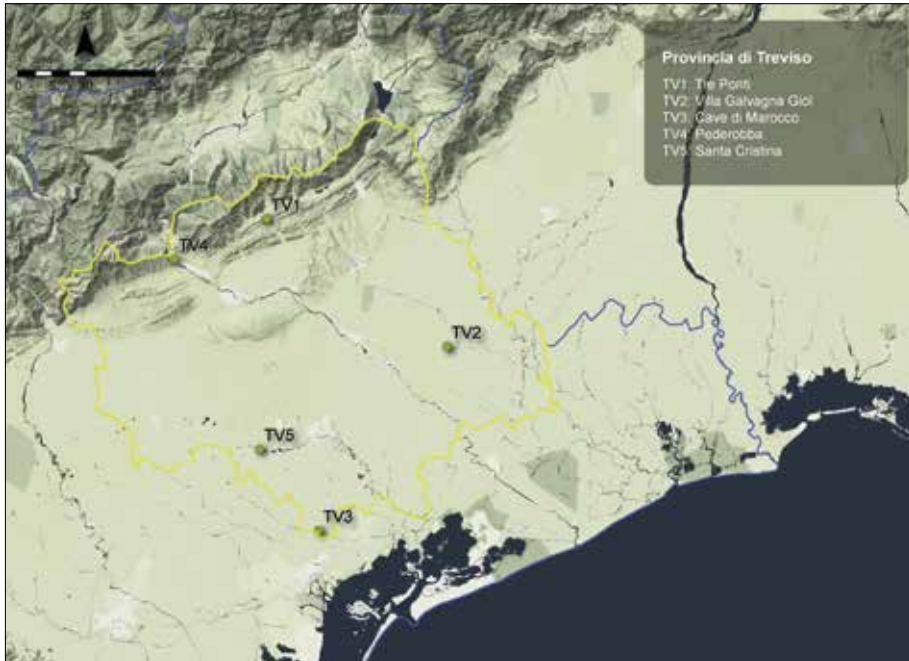 Provincia di Treviso
TV1: Tre Ponti
TV2: Villa Galvagna Giol
TV3: Cave di Marocco
TV4: Pederobba
TV5: Santa Cristina
TV1
TV4
TV2
TV5
TV3